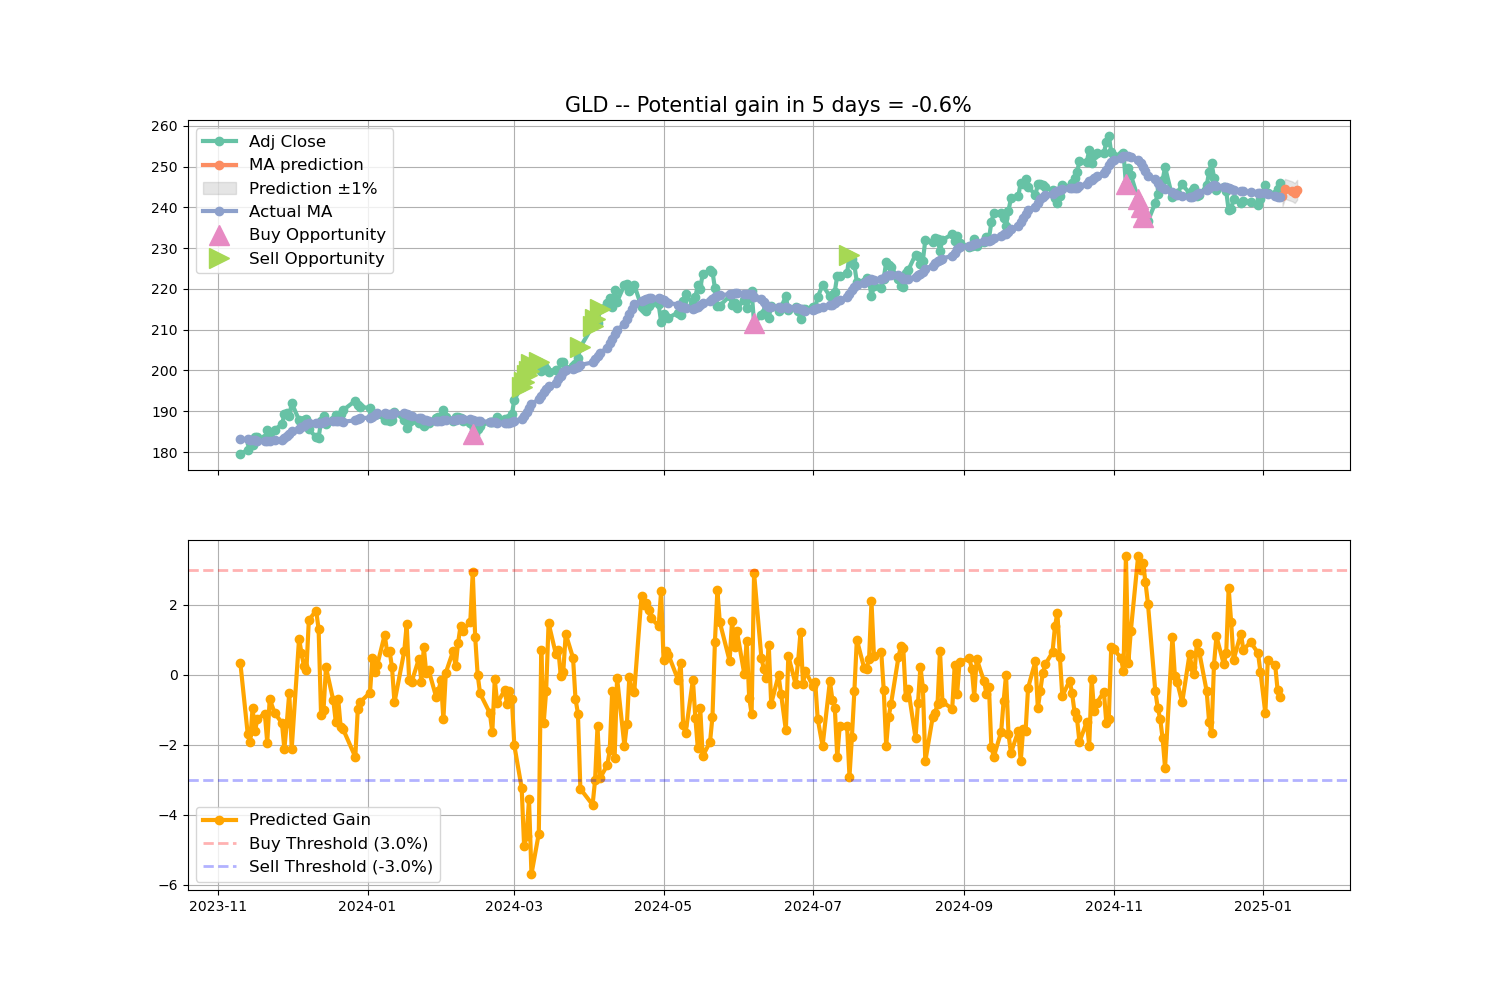 GLD -- Potential gain in 5 days = -0.6%
260
250
240
230
220
210
200
190
180
Adj Close
MA prediction
Prediction ±1%
Actual MA
Buy Opportunity
Sell Opportunity
2
0
−2
−4
−6
Predicted Gain
Buy Threshold (3.0%)
Sell Threshold (-3.0%)
2023-11 2024-01 2024-03 2024-05 2024-07 2024-09 2024-11 2025-01